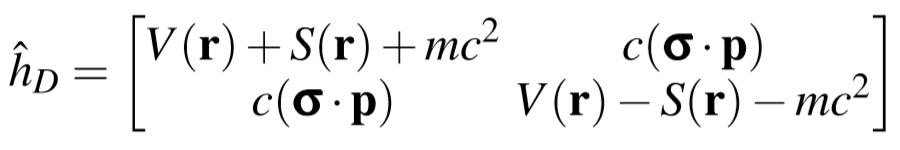 ĥ_D = [ V(𝐫) + S(𝐫) + mc² c(𝛔 · 𝐩)
c(𝛔 · 𝐩) V(𝐫) − S(𝐫) − mc² ]